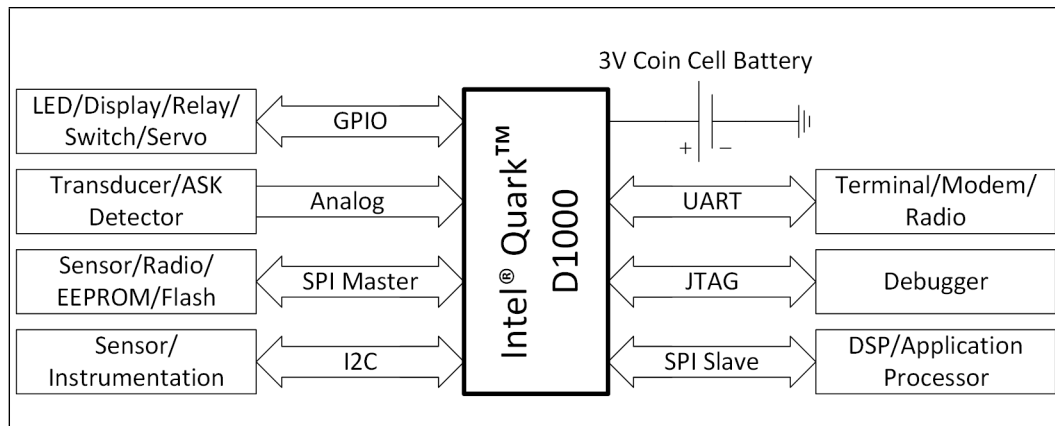 3V Coin Cell Battery
LED/Display/Relay/
Switch/Servo
GPIO
+
−
Transducer/ASK
Detector
Analog
Intel® Quark™
D1000
UART
Terminal/Modem/
Radio
Sensor/Radio/
EEPROM/Flash
SPI Master
JTAG
Debugger
Sensor/
Instrumentation
I2C
SPI Slave
DSP/Application
Processor